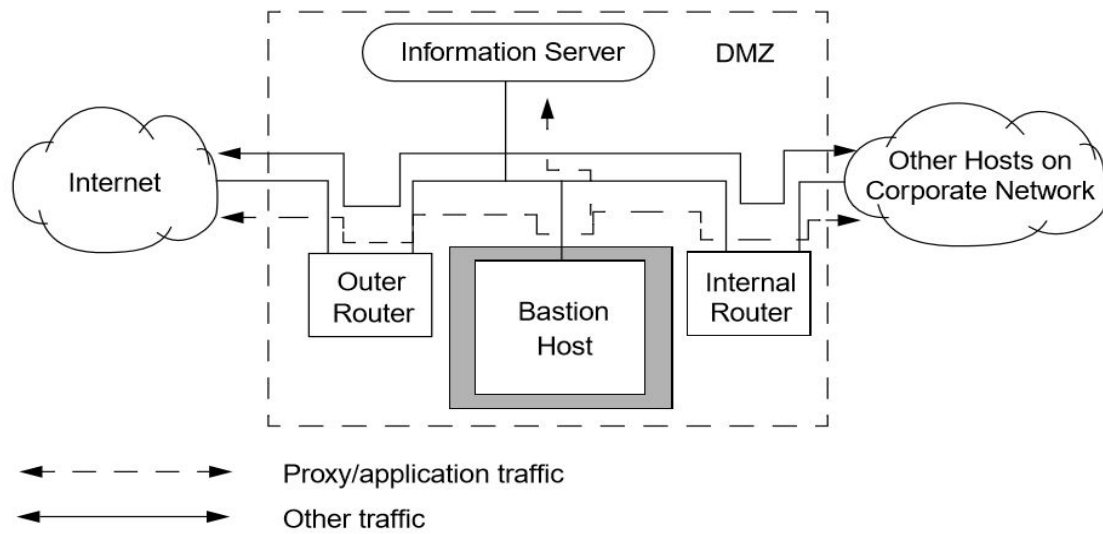 Information Server
DMZ
Internet
Other Hosts on
Corporate Network
Outer
Router
Bastion
Host
Internal
Router
Proxy/application traffic
Other traffic